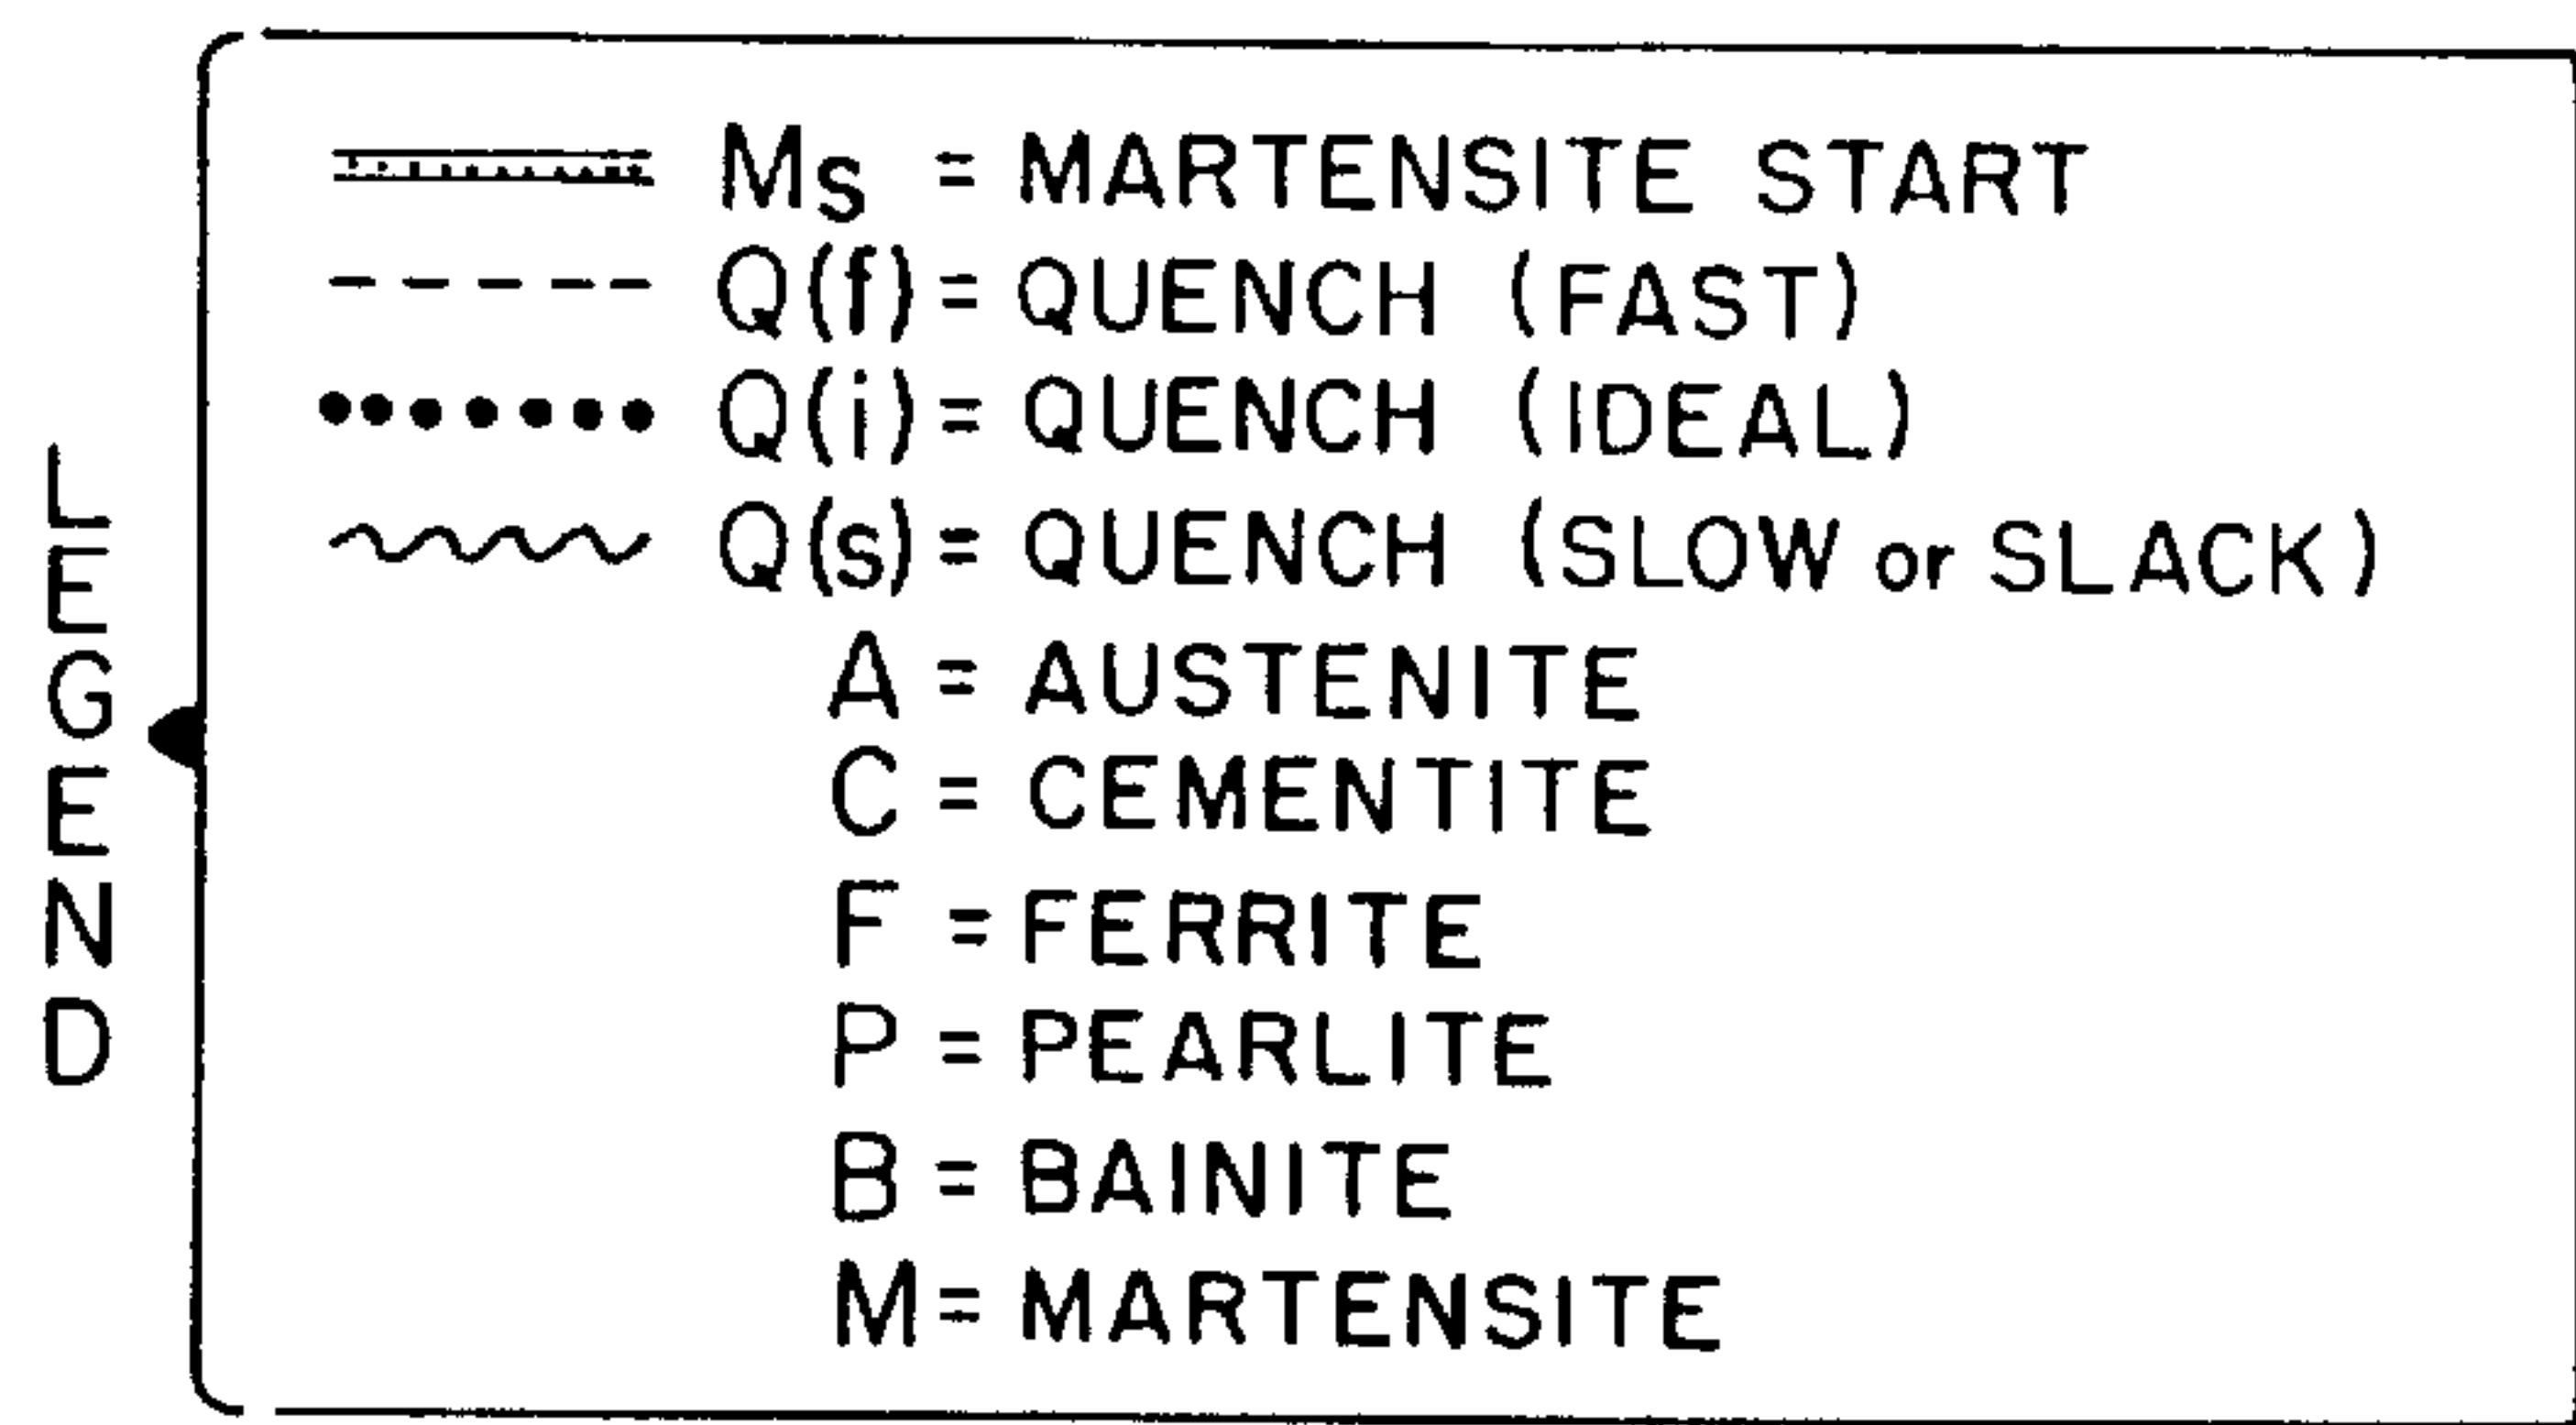 LEGEND
Ms = MARTENSITE START
Q(f) = QUENCH (FAST)
Q(i) = QUENCH (IDEAL)
Q(s) = QUENCH (SLOW or SLACK)
A = AUSTENITE
C = CEMENTITE
F = FERRITE
P = PEARLITE
B = BAINITE
M = MARTENSITE